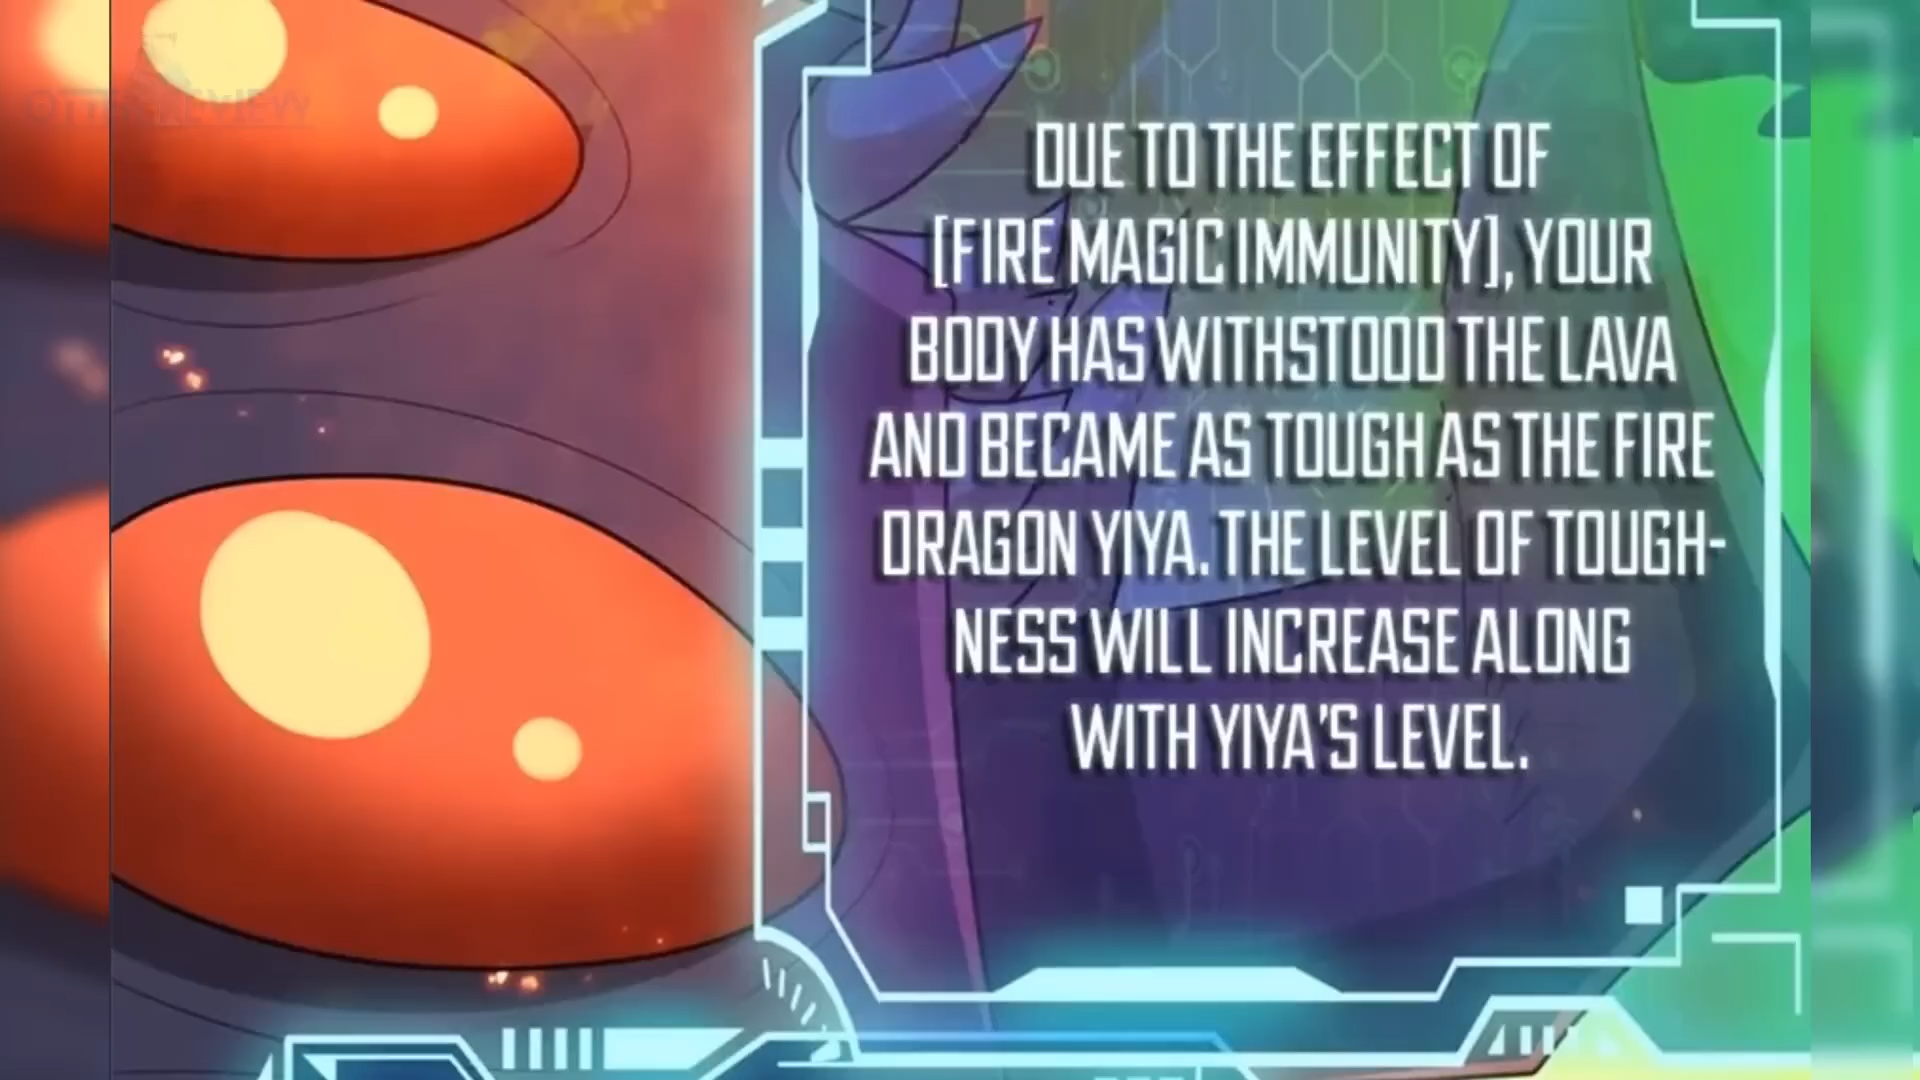 DUE TO THE EFFECT OF
[FIRE MAGIC IMMUNITY], YOUR
BODY HAS WITHSTOOD THE LAVA
AND BECAME AS TOUGH AS THE FIRE
DRAGON YIYA. THE LEVEL OF TOUGH-
NESS WILL INCREASE ALONG
WITH YIYA'S LEVEL.